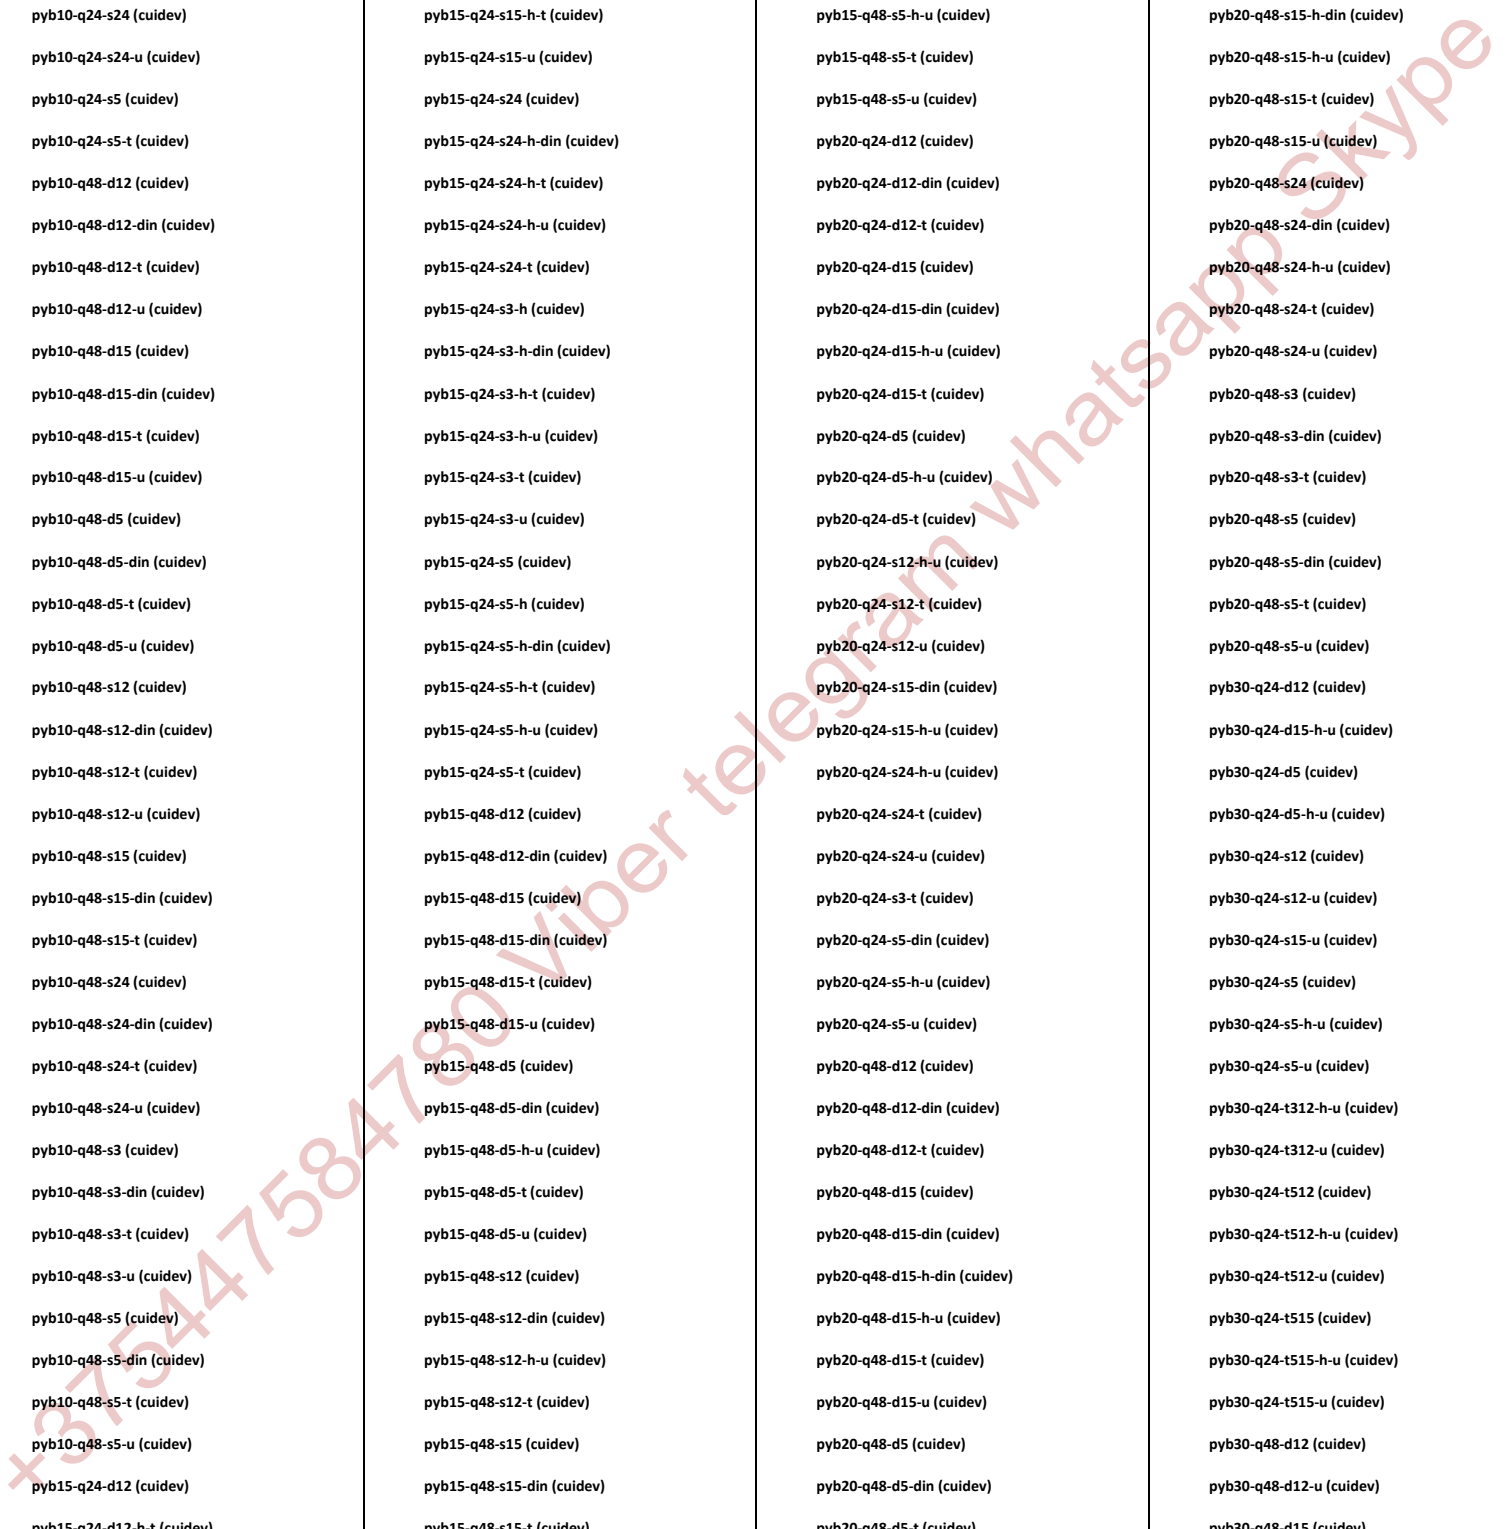 pyb10-q24-s24 (cuidev)
pyb10-q24-s24-u (cuidev)
pyb10-q24-s5 (cuidev)
pyb10-q24-s5-t (cuidev)
pyb10-q48-d12 (cuidev)
pyb10-q48-d12-din (cuidev)
pyb10-q48-d12-t (cuidev)
pyb10-q48-d12-u (cuidev)
pyb10-q48-d15 (cuidev)
pyb10-q48-d15-din (cuidev)
pyb10-q48-d15-t (cuidev)
pyb10-q48-d15-u (cuidev)
pyb10-q48-d5 (cuidev)
pyb10-q48-d5-din (cuidev)
pyb10-q48-d5-t (cuidev)
pyb10-q48-d5-u (cuidev)
pyb10-q48-s12 (cuidev)
pyb10-q48-s12-din (cuidev)
pyb10-q48-s12-t (cuidev)
pyb10-q48-s12-u (cuidev)
pyb10-q48-s15 (cuidev)
pyb10-q48-s15-din (cuidev)
pyb10-q48-s15-t (cuidev)
pyb10-q48-s24 (cuidev)
pyb10-q48-s24-din (cuidev)
pyb10-q48-s24-t (cuidev)
pyb10-q48-s24-u (cuidev)
pyb10-q48-s3 (cuidev)
pyb10-q48-s3-din (cuidev)
pyb10-q48-s3-t (cuidev)
pyb10-q48-s3-u (cuidev)
pyb10-q48-s5 (cuidev)
pyb10-q48-s5-din (cuidev)
pyb10-q48-s5-t (cuidev)
pyb10-q48-s5-u (cuidev)
pyb15-q24-d12 (cuidev)
pyb15-q24-d12-h-t (cuidev)
pyb15-q24-s15-h-t (cuidev)
pyb15-q24-s15-u (cuidev)
pyb15-q24-s24 (cuidev)
pyb15-q24-s24-h-din (cuidev)
pyb15-q24-s24-h-t (cuidev)
pyb15-q24-s24-h-u (cuidev)
pyb15-q24-s24-t (cuidev)
pyb15-q24-s3-h (cuidev)
pyb15-q24-s3-h-din (cuidev)
pyb15-q24-s3-h-t (cuidev)
pyb15-q24-s3-h-u (cuidev)
pyb15-q24-s3-t (cuidev)
pyb15-q24-s3-u (cuidev)
pyb15-q24-s5 (cuidev)
pyb15-q24-s5-h (cuidev)
pyb15-q24-s5-h-din (cuidev)
pyb15-q24-s5-h-t (cuidev)
pyb15-q24-s5-h-u (cuidev)
pyb15-q24-s5-t (cuidev)
pyb15-q48-d12 (cuidev)
pyb15-q48-d12-din (cuidev)
pyb15-q48-d15 (cuidev)
pyb15-q48-d15-din (cuidev)
pyb15-q48-d15-t (cuidev)
pyb15-q48-d15-u (cuidev)
pyb15-q48-d5 (cuidev)
pyb15-q48-d5-din (cuidev)
pyb15-q48-d5-h-u (cuidev)
pyb15-q48-d5-t (cuidev)
pyb15-q48-d5-u (cuidev)
pyb15-q48-s12 (cuidev)
pyb15-q48-s12-din (cuidev)
pyb15-q48-s12-h-u (cuidev)
pyb15-q48-s12-t (cuidev)
pyb15-q48-s15 (cuidev)
pyb15-q48-s15-din (cuidev)
pyb15-q48-s15-t (cuidev)
pyb15-q48-s5-h-u (cuidev)
pyb15-q48-s5-t (cuidev)
pyb15-q48-s5-u (cuidev)
pyb20-q24-d12 (cuidev)
pyb20-q24-d12-din (cuidev)
pyb20-q24-d12-t (cuidev)
pyb20-q24-d15 (cuidev)
pyb20-q24-d15-din (cuidev)
pyb20-q24-d15-h-u (cuidev)
pyb20-q24-d15-t (cuidev)
pyb20-q24-d5 (cuidev)
pyb20-q24-d5-h-u (cuidev)
pyb20-q24-d5-t (cuidev)
pyb20-q24-s12-h-u (cuidev)
pyb20-q24-s12-t (cuidev)
pyb20-q24-s12-u (cuidev)
pyb20-q24-s15-din (cuidev)
pyb20-q24-s15-h-u (cuidev)
pyb20-q24-s24-h-u (cuidev)
pyb20-q24-s24-t (cuidev)
pyb20-q24-s24-u (cuidev)
pyb20-q24-s3-t (cuidev)
pyb20-q24-s5-din (cuidev)
pyb20-q24-s5-h-u (cuidev)
pyb20-q24-s5-u (cuidev)
pyb20-q48-d12 (cuidev)
pyb20-q48-d12-din (cuidev)
pyb20-q48-d12-t (cuidev)
pyb20-q48-d15 (cuidev)
pyb20-q48-d15-din (cuidev)
pyb20-q48-d15-h-din (cuidev)
pyb20-q48-d15-h-u (cuidev)
pyb20-q48-d15-t (cuidev)
pyb20-q48-d15-u (cuidev)
pyb20-q48-d5 (cuidev)
pyb20-q48-d5-din (cuidev)
pyb20-q48-d5-t (cuidev)
pyb20-q48-s15-h-din (cuidev)
pyb20-q48-s15-h-u (cuidev)
pyb20-q48-s15-t (cuidev)
pyb20-q48-s15-u (cuidev)
pyb20-q48-s24 (cuidev)
pyb20-q48-s24-din (cuidev)
pyb20-q48-s24-h-u (cuidev)
pyb20-q48-s24-t (cuidev)
pyb20-q48-s24-u (cuidev)
pyb20-q48-s3 (cuidev)
pyb20-q48-s3-din (cuidev)
pyb20-q48-s3-t (cuidev)
pyb20-q48-s5 (cuidev)
pyb20-q48-s5-din (cuidev)
pyb20-q48-s5-t (cuidev)
pyb20-q48-s5-u (cuidev)
pyb30-q24-d12 (cuidev)
pyb30-q24-d15-h-u (cuidev)
pyb30-q24-d5 (cuidev)
pyb30-q24-d5-h-u (cuidev)
pyb30-q24-s12 (cuidev)
pyb30-q24-s12-u (cuidev)
pyb30-q24-s15-u (cuidev)
pyb30-q24-s5 (cuidev)
pyb30-q24-s5-h-u (cuidev)
pyb30-q24-s5-u (cuidev)
pyb30-q24-t312-h-u (cuidev)
pyb30-q24-t312-u (cuidev)
pyb30-q24-t512 (cuidev)
pyb30-q24-t512-h-u (cuidev)
pyb30-q24-t512-u (cuidev)
pyb30-q24-t515 (cuidev)
pyb30-q24-t515-h-u (cuidev)
pyb30-q24-t515-u (cuidev)
pyb30-q48-d12 (cuidev)
pyb30-q48-d12-u (cuidev)
pyb30-q48-d15 (cuidev)
+375447584780 Viber telegram whatsapp Skype